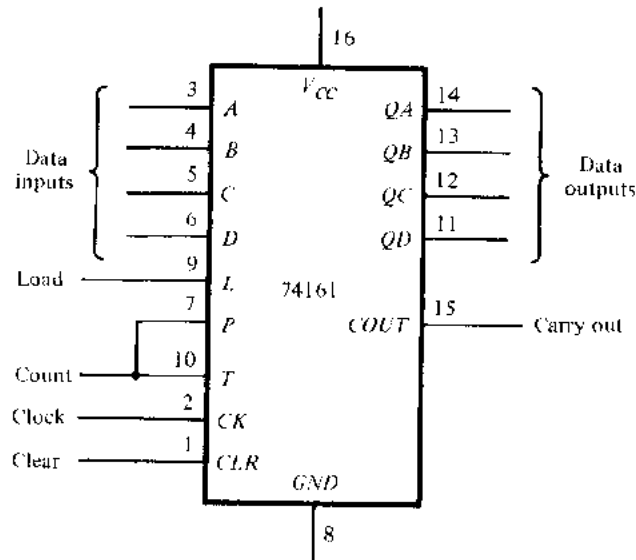 16
V_CC
3 A QA 14
4 B QB 13
Data inputs
5 C QC 12
Data outputs
6 D QD 11
Load 9 L
74161
7 P
COUT 15 Carry out
Count 10 T
Clock 2 CK
Clear 1 CLR
GND
8